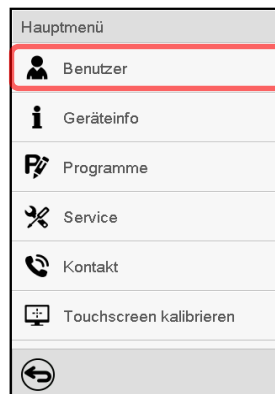 Hauptmenü
Benutzer
Geräteinfo
Programme
Service
Kontakt
Touchscreen kalibrieren